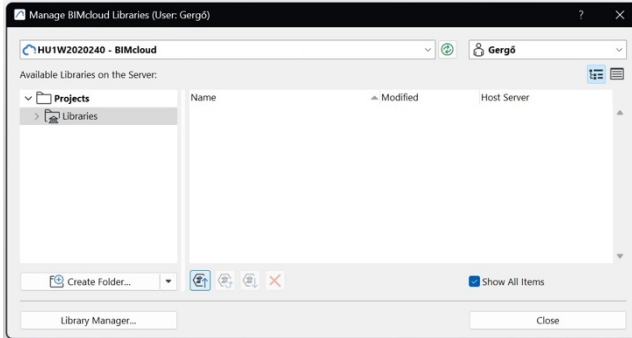 Manage BIMcloud Libraries (User: Gergő)
HU1W2020240 - BIMcloud
Gergő
Available Libraries on the Server:
Projects
Libraries
Name Modified Host Server
Create Folder...
Show All Items
Library Manager...
Close